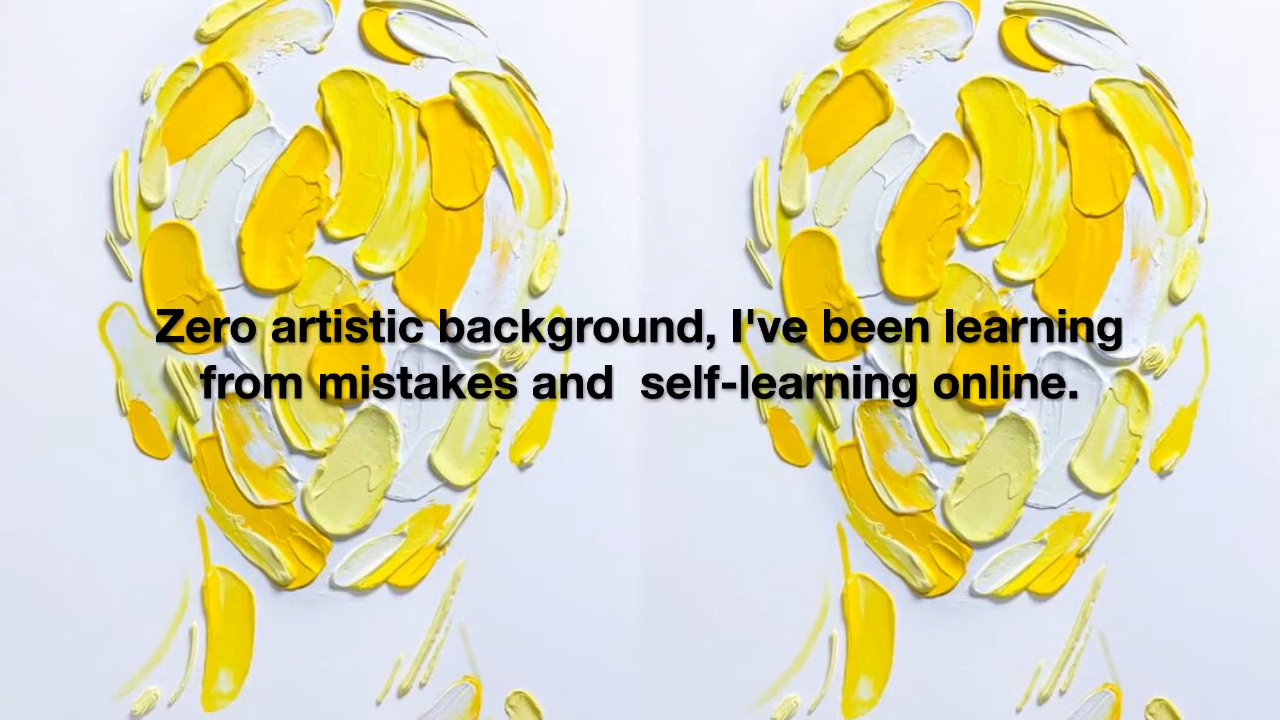 Zero artistic background, I've been learning
from mistakes and  self-learning online.